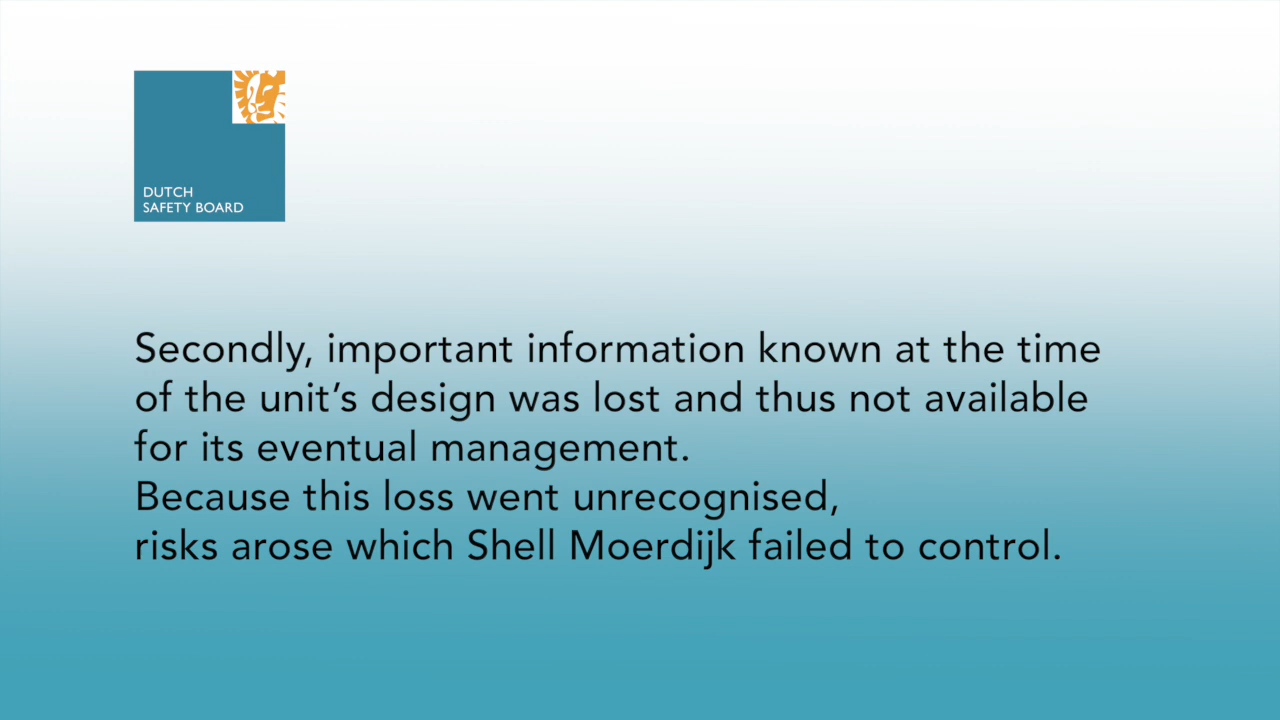 DUTCH
SAFETY BOARD
Secondly, important information known at the time
of the unit’s design was lost and thus not available
for its eventual management.
Because this loss went unrecognised,
risks arose which Shell Moerdijk failed to control.